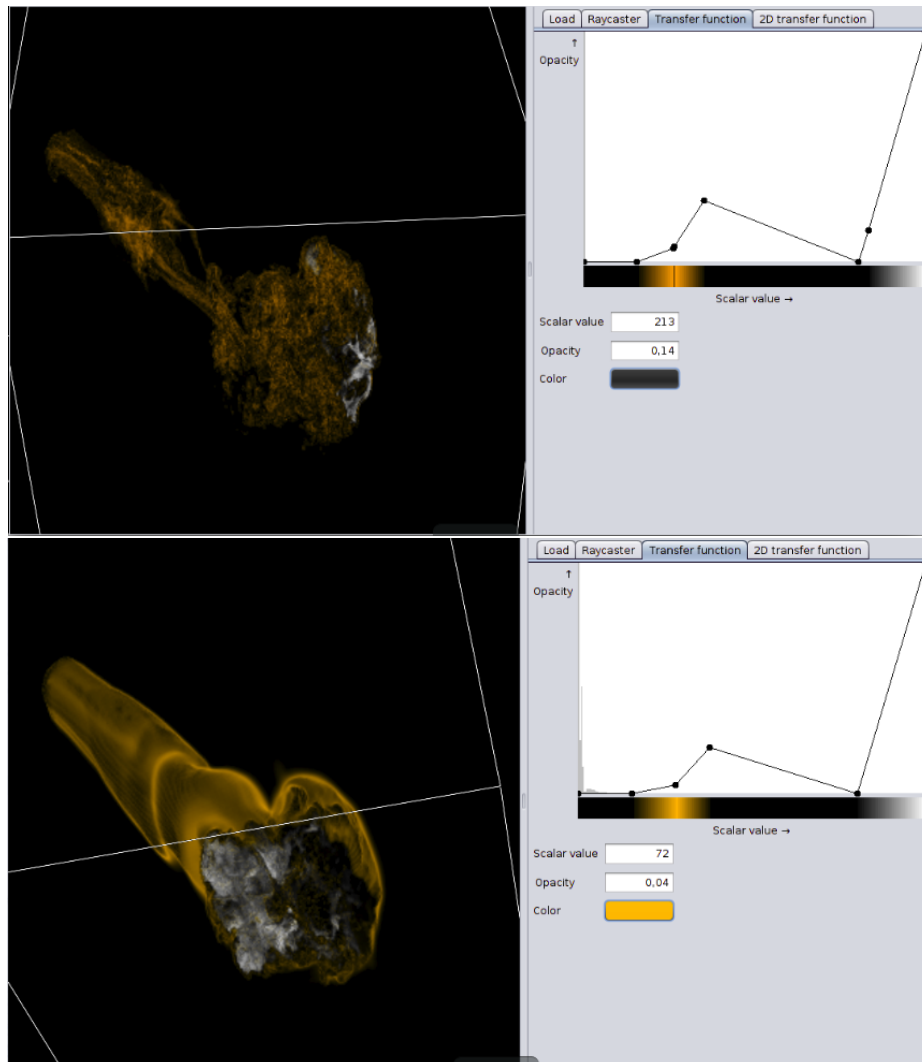 Load Raycaster Transfer function 2D transfer function
↑
Opacity
Scalar value →
Scalar value 213
Opacity 0,14
Color
Load Raycaster Transfer function 2D transfer function
↑
Opacity
Scalar value →
Scalar value 72
Opacity 0,04
Color